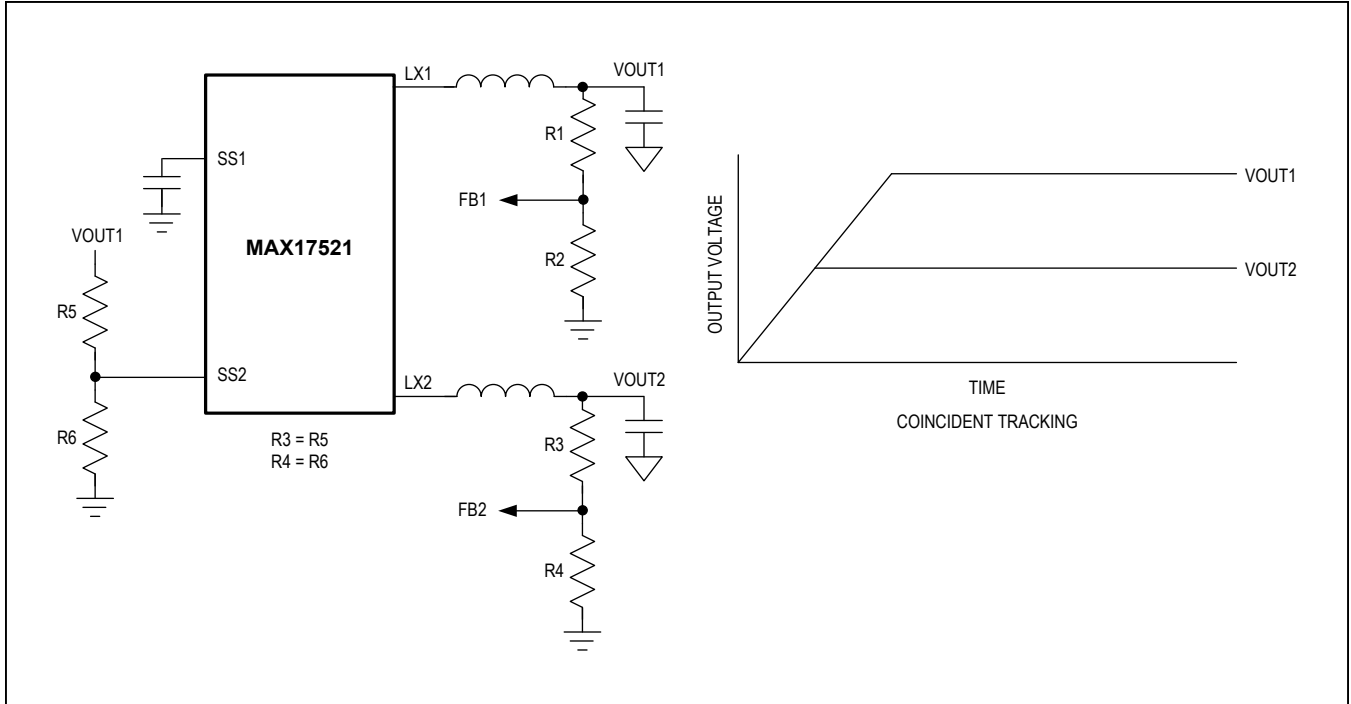 LX1
VOUT1
R1
SS1
FB1
VOUT1
MAX17521
R2
R5
SS2
LX2
VOUT2
R6
R3 = R5
R4 = R6
R3
FB2
R4
OUTPUT VOLTAGE
VOUT1
VOUT2
TIME
COINCIDENT TRACKING